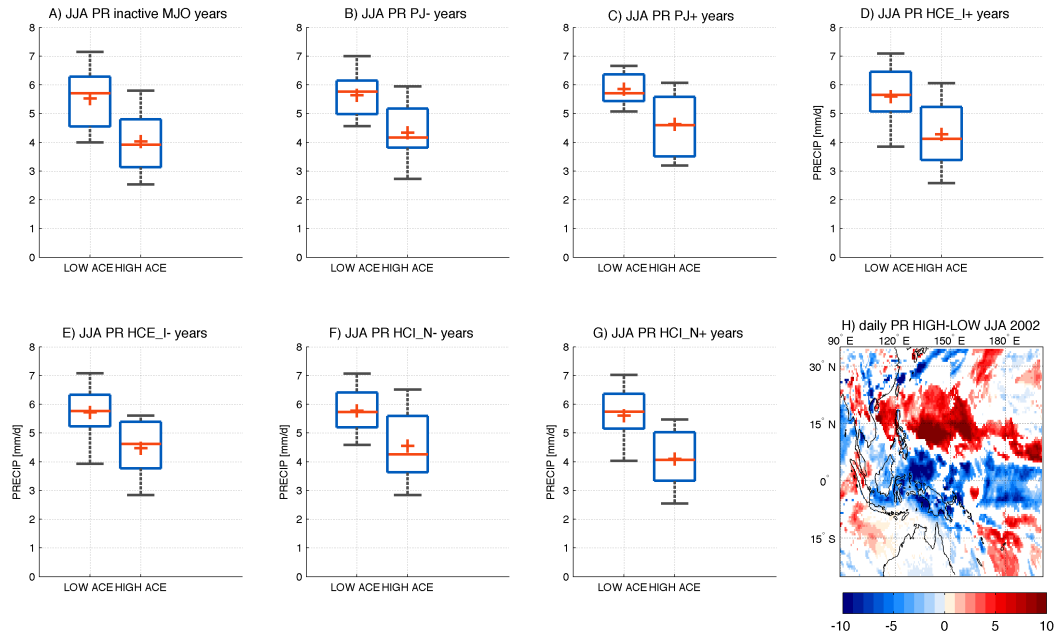 A) JJA PR inactive MJO years
8
7
6
5
4
3
2
1
0
LOW ACE HIGH ACE
B) JJA PR PJ- years
8
7
6
5
4
3
2
1
0
LOW ACE HIGH ACE
C) JJA PR PJ+ years
8
7
6
5
4
3
2
1
0
LOW ACE HIGH ACE
D) JJA PR HCE_I+ years
PRECIP [mm/d]
8
7
6
5
4
3
2
1
0
LOW ACE HIGH ACE
E) JJA PR HCE_I- years
PRECIP [mm/d]
8
7
6
5
4
3
2
1
0
LOW ACE HIGH ACE
F) JJA PR HCI_N- years
PRECIP [mm/d]
8
7
6
5
4
3
2
1
0
LOW ACE HIGH ACE
G) JJA PR HCI_N+ years
PRECIP [mm/d]
8
7
6
5
4
3
2
1
0
LOW ACE HIGH ACE
H) daily PR HIGH-LOW JJA 2002
90° E 120° E 150° E 180° E
30° N
15° N
0°
15° S
-10 -5 0 5 10